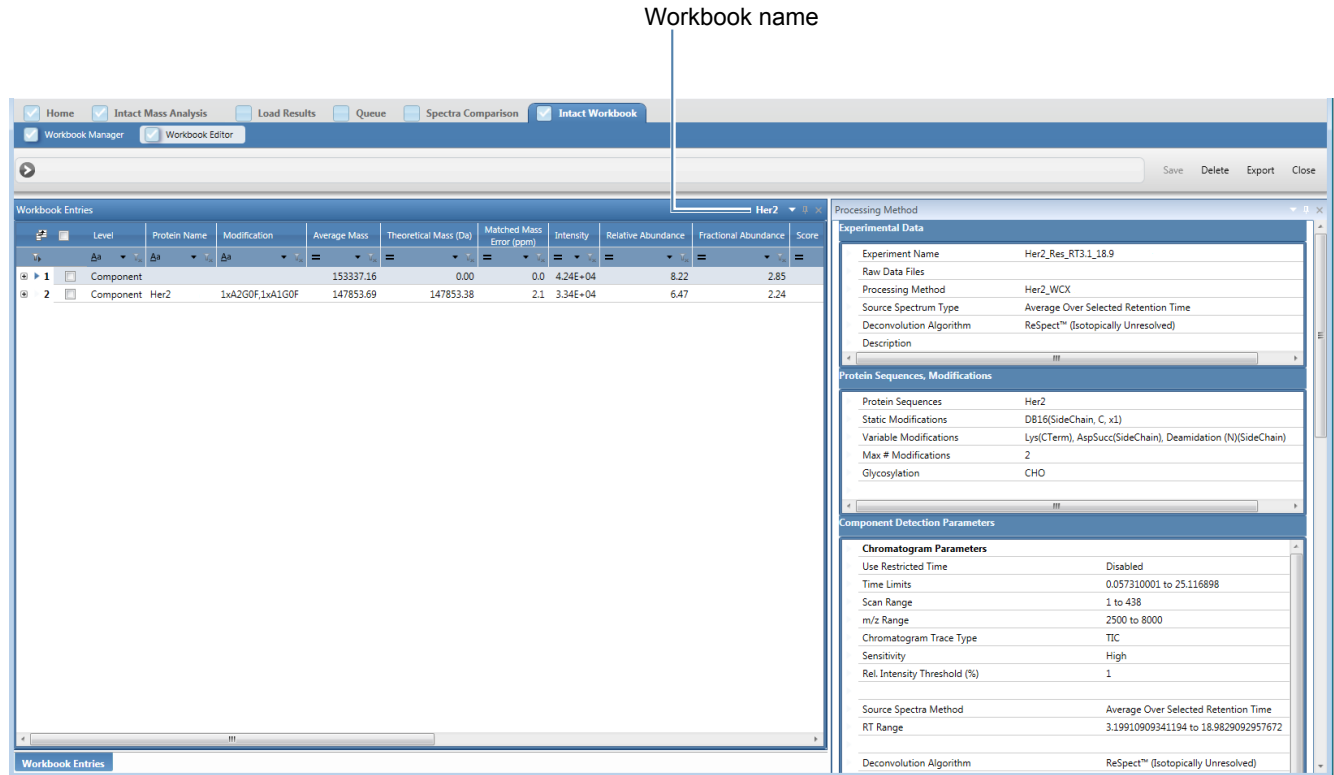 Workbook name
Home Intact Mass Analysis Load Results Queue Spectra Comparison Intact Workbook
Workbook Manager Workbook Editor
Save Delete Export Close
Workbook Entries Her2
Level Protein Name Modification Average Mass Theoretical Mass (Da) Matched Mass Error (ppm) Intensity Relative Abundance Fractional Abundance Score
Aa Aa Aa = = = = = = =
1 Component 153337.16 0.00 0.0 4.24E+04 8.22 2.85
2 Component Her2 1xA2G0F,1xA1G0F 147853.69 147853.38 2.1 3.34E+04 6.47 2.24
Workbook Entries
Processing Method
Experimental Data
Experiment Name Her2_Res_RT3.1_18.9
Raw Data Files
Processing Method Her2_WCX
Source Spectrum Type Average Over Selected Retention Time
Deconvolution Algorithm ReSpect™ (Isotopically Unresolved)
Description
Protein Sequences, Modifications
Protein Sequences Her2
Static Modifications DB16(SideChain, C, x1)
Variable Modifications Lys(CTerm), AspSucc(SideChain), Deamidation (N)(SideChain)
Max # Modifications 2
Glycosylation CHO
Component Detection Parameters
Chromatogram Parameters
Use Restricted Time Disabled
Time Limits 0.057310001 to 25.116898
Scan Range 1 to 438
m/z Range 2500 to 8000
Chromatogram Trace Type TIC
Sensitivity High
Rel. Intensity Threshold (%) 1
Source Spectra Method Average Over Selected Retention Time
RT Range 3.19910909341194 to 18.9829092957672
Deconvolution Algorithm ReSpect™ (Isotopically Unresolved)